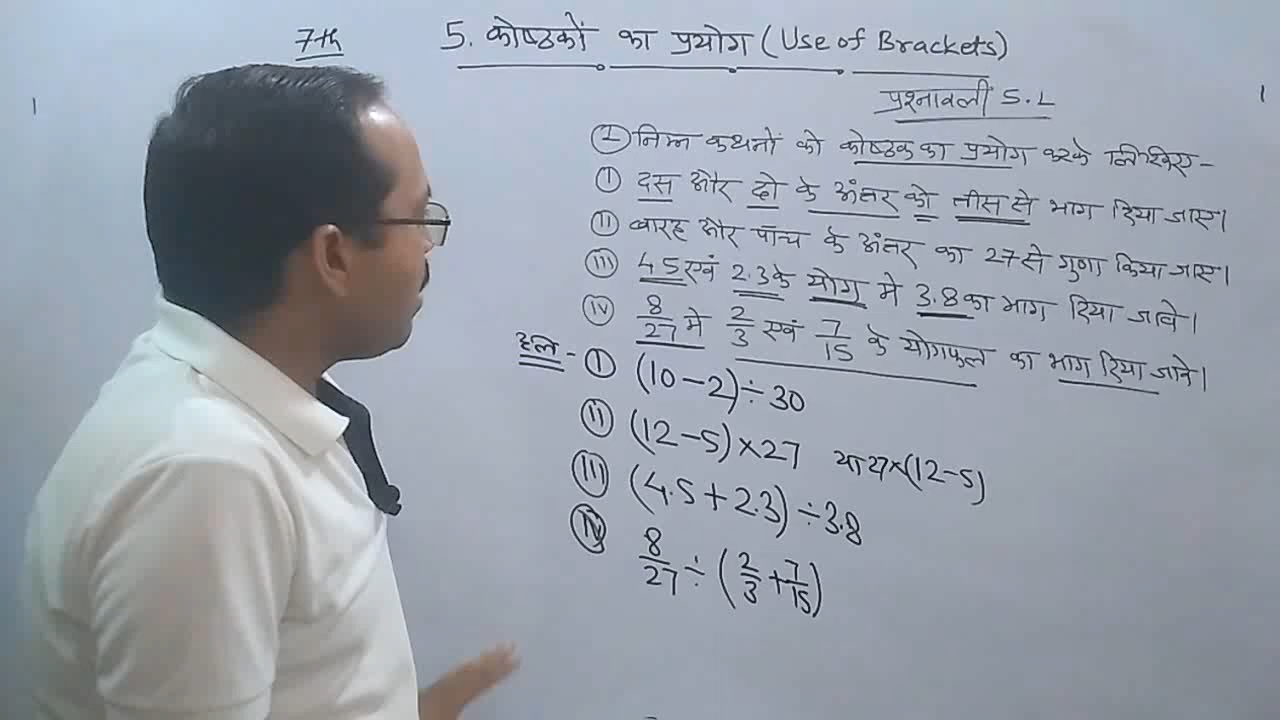 7th
5. कोष्ठकों का प्रयोग (Use of Brackets)
प्रश्नावली 5.1
① निम्न कथनों को कोष्ठक का प्रयोग करके लिखिए -
(i) दस और दो के अंतर को तीस से भाग दिया जाए।
(ii) बारह और पाँच के अंतर का 27 से गुणा किया जाए।
(iii) 4.5 एवं 2.3 के योग में 3.8 का भाग दिया जावे।
(iv) 8/27 में 2/3 एवं 7/15 के योगफल का भाग दिया जावे।
हल - (i) (10-2)÷30
(ii) (12-5)×27 या 27×(12-5)
(iii) (4.5+2.3)÷3.8
(iv) 8/27 ÷ (2/3 + 7/15)